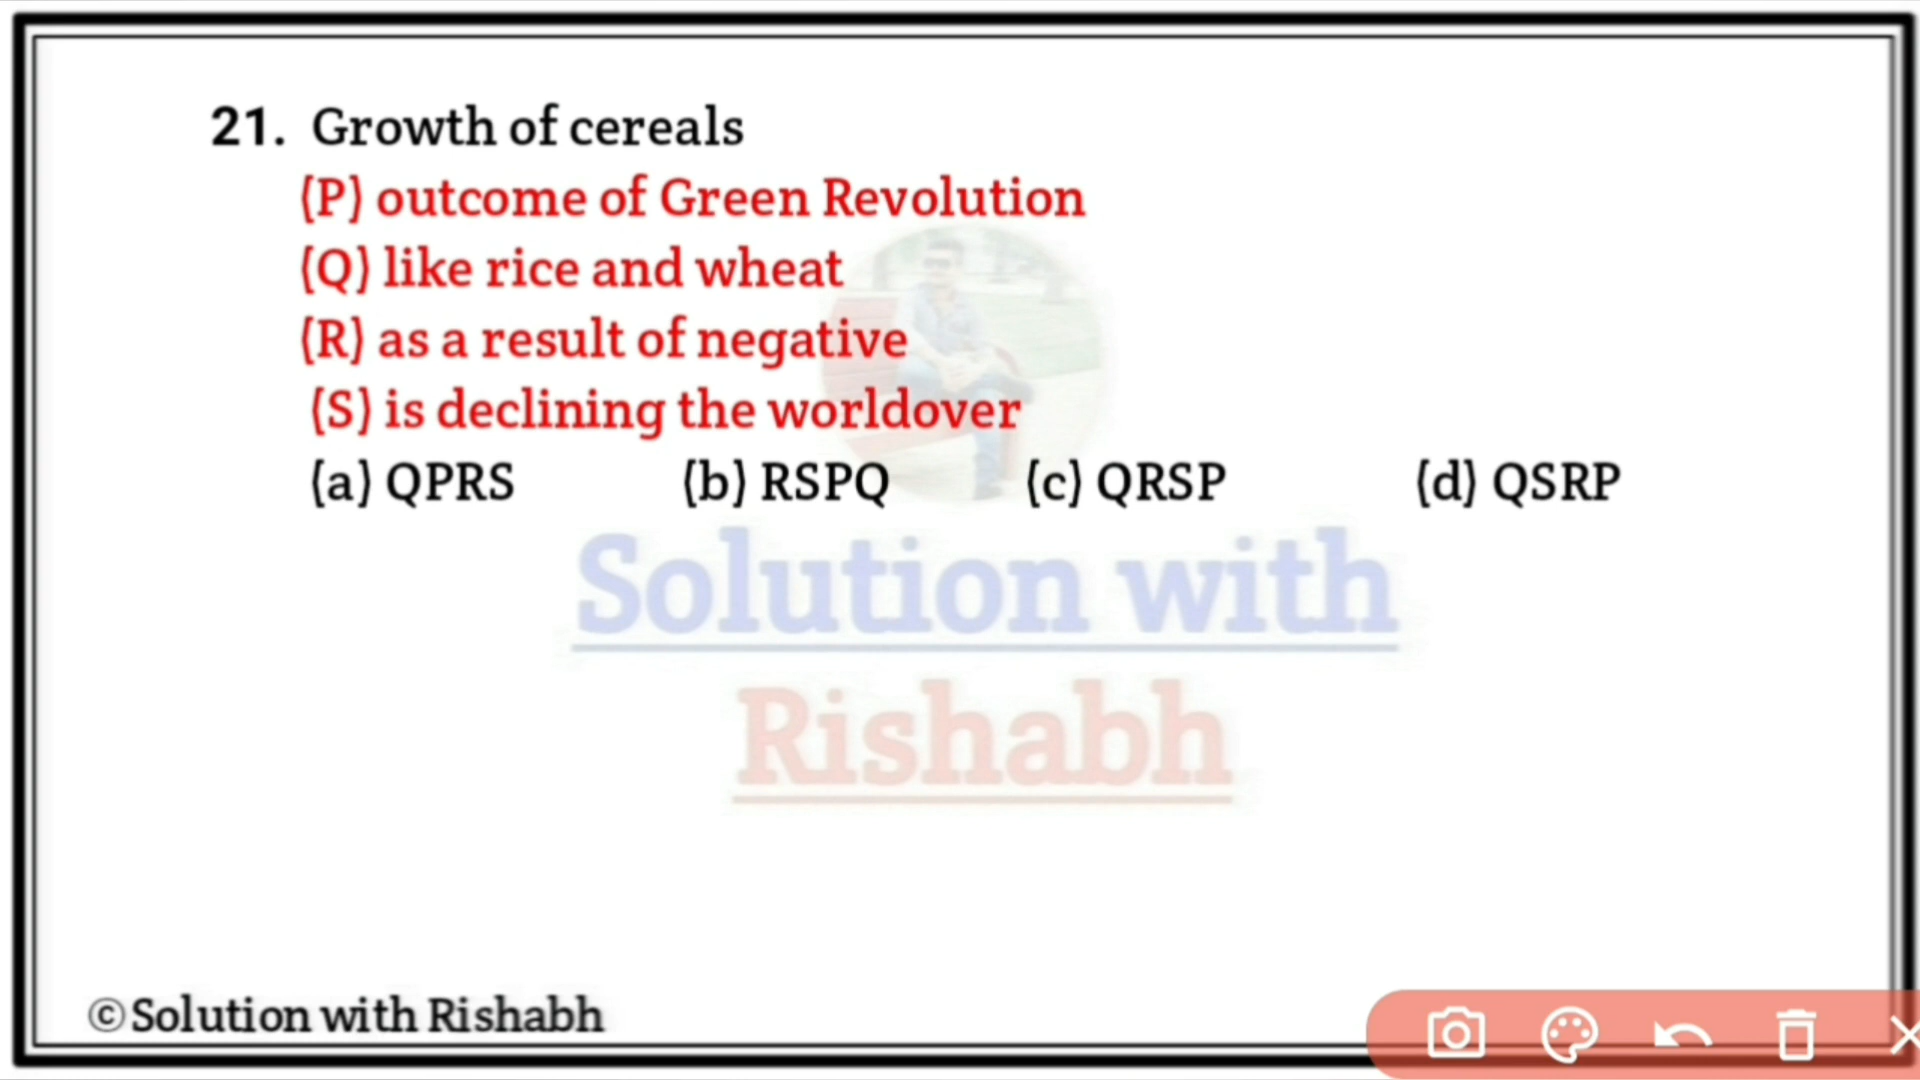 21. Growth of cereals
(P) outcome of Green Revolution
(Q) like rice and wheat
(R) as a result of negative
(S) is declining the worldover
(a) QPRS (b) RSPQ (c) QRSP (d) QSRP
Solution with
Rishabh
©Solution with Rishabh